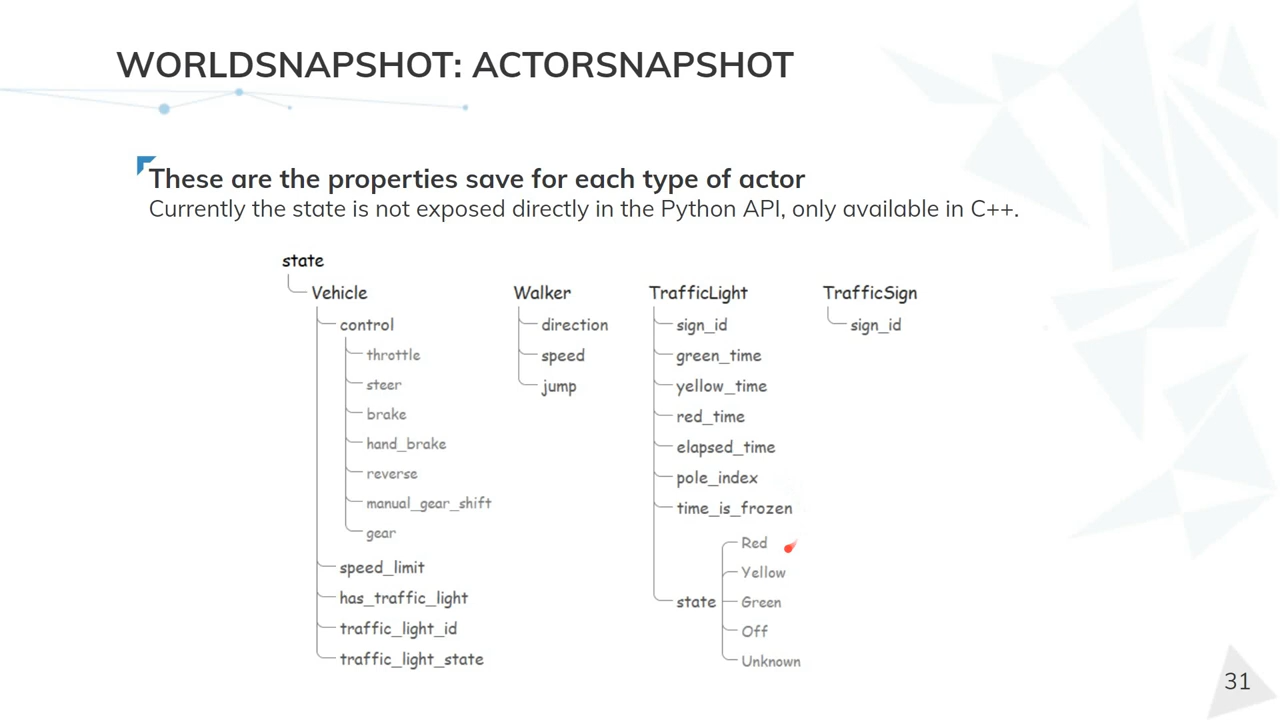 WORLDSNAPSHOT: ACTORSNAPSHOT
These are the properties save for each type of actor
Currently the state is not exposed directly in the Python API, only available in C++.
state
Vehicle
control
throttle
steer
brake
hand_brake
reverse
manual_gear_shift
gear
speed_limit
has_traffic_light
traffic_light_id
traffic_light_state
Walker
direction
speed
jump
TrafficLight
sign_id
green_time
yellow_time
red_time
elapsed_time
pole_index
time_is_frozen
state
Red
Yellow
Green
Off
Unknown
TrafficSign
sign_id
31